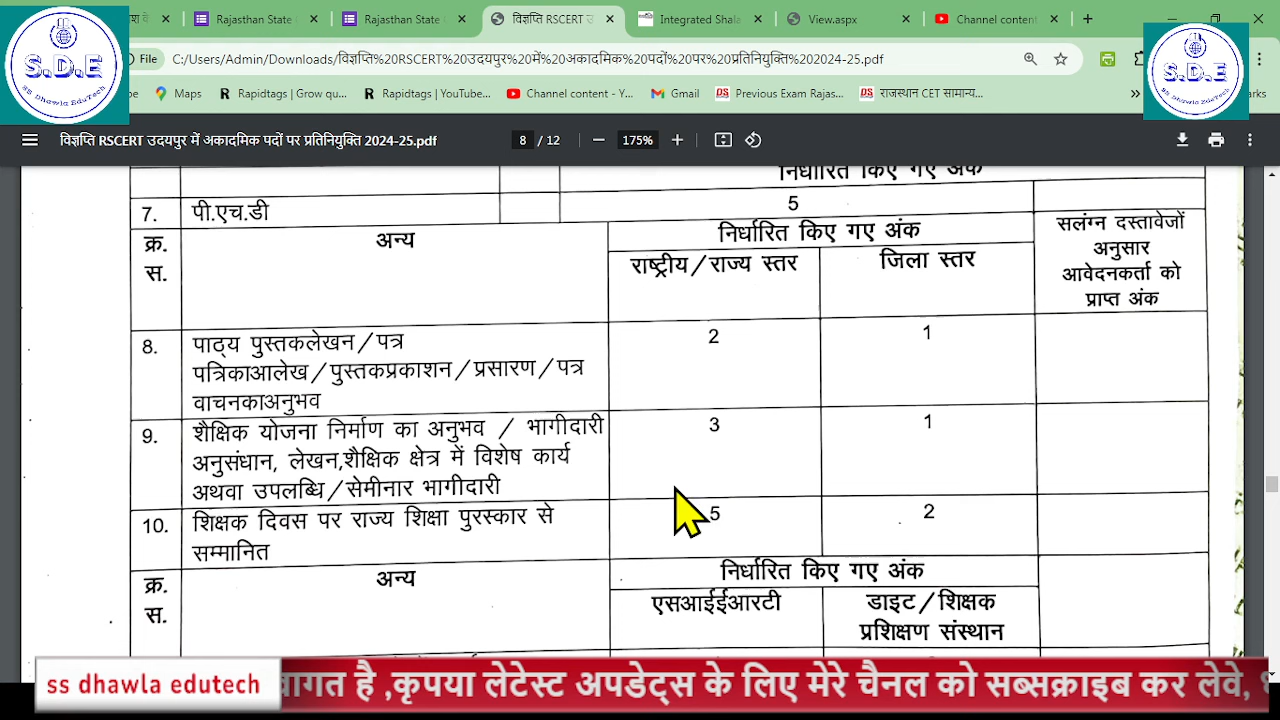 Rajasthan State
Rajasthan State
विज्ञप्ति RSCERT उ
Integrated Shala
View.aspx
Channel content
S.D.E
SS Dhawla EduTech
File
C:/Users/Admin/Downloads/विज्ञप्ति%20RSCERT%20उदयपुर%20में%20अकादमिक%20पदों%20पर%20प्रतिनियुक्ति%202024-25.pdf
S.D.E
SS Dhawla EduTech
Maps
Rapidtags | Grow qu...
Rapidtags | YouTube...
Channel content - Y...
Gmail
Previous Exam Rajas...
राजस्थान CET सामान्य...
विज्ञप्ति RSCERT उदयपुर में अकादमिक पदों पर प्रतिनियुक्ति 2024-25.pdf
8 / 12
175%
निर्धारित किए गए अंक
7. पी.एच.डी 5
क्र. स.
अन्य
निर्धारित किए गए अंक
राष्ट्रीय/राज्य स्तर
जिला स्तर
सलंग्न दस्तावेजों
अनुसार
आवेदनकर्ता को
प्राप्त अंक
8. पाठ्य पुस्तकलेखन/पत्र 2 1
पत्रिकाआलेख/पुस्तकप्रकाशन/प्रसारण/पत्र
वाचनकाअनुभव
9. शैक्षिक योजना निर्माण का अनुभव / भागीदारी 3 1
अनुसंधान, लेखन,शैक्षिक क्षेत्र में विशेष कार्य
अथवा उपलब्धि/सेमीनार भागीदारी
10. शिक्षक दिवस पर राज्य शिक्षा पुरस्कार से 5 2
सम्मानित
क्र. स.
अन्य
निर्धारित किए गए अंक
एसआईईआरटी
डाइट/शिक्षक
प्रशिक्षण संस्थान
ss dhawla edutech
वागत है ,कृपया लेटेस्ट अपडेट्स के लिए मेरे चैनल को सब्सक्राइब कर लेवे,